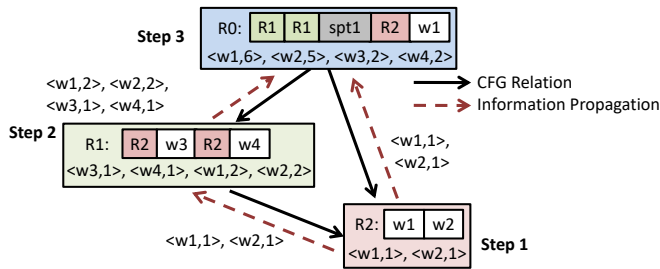 Step 3
R0: R1 R1 spt1 R2 w1
<w1,6>, <w2,5>, <w3,2>, <w4,2>
<w1,2>, <w2,2>,
<w3,1>, <w4,1>
CFG Relation
Information Propagation
Step 2
R1: R2 w3 R2 w4
<w3,1>, <w4,1>, <w1,2>, <w2,2>
<w1,1>,
<w2,1>
<w1,1>, <w2,1>
R2: w1 w2
<w1,1>, <w2,1>
Step 1